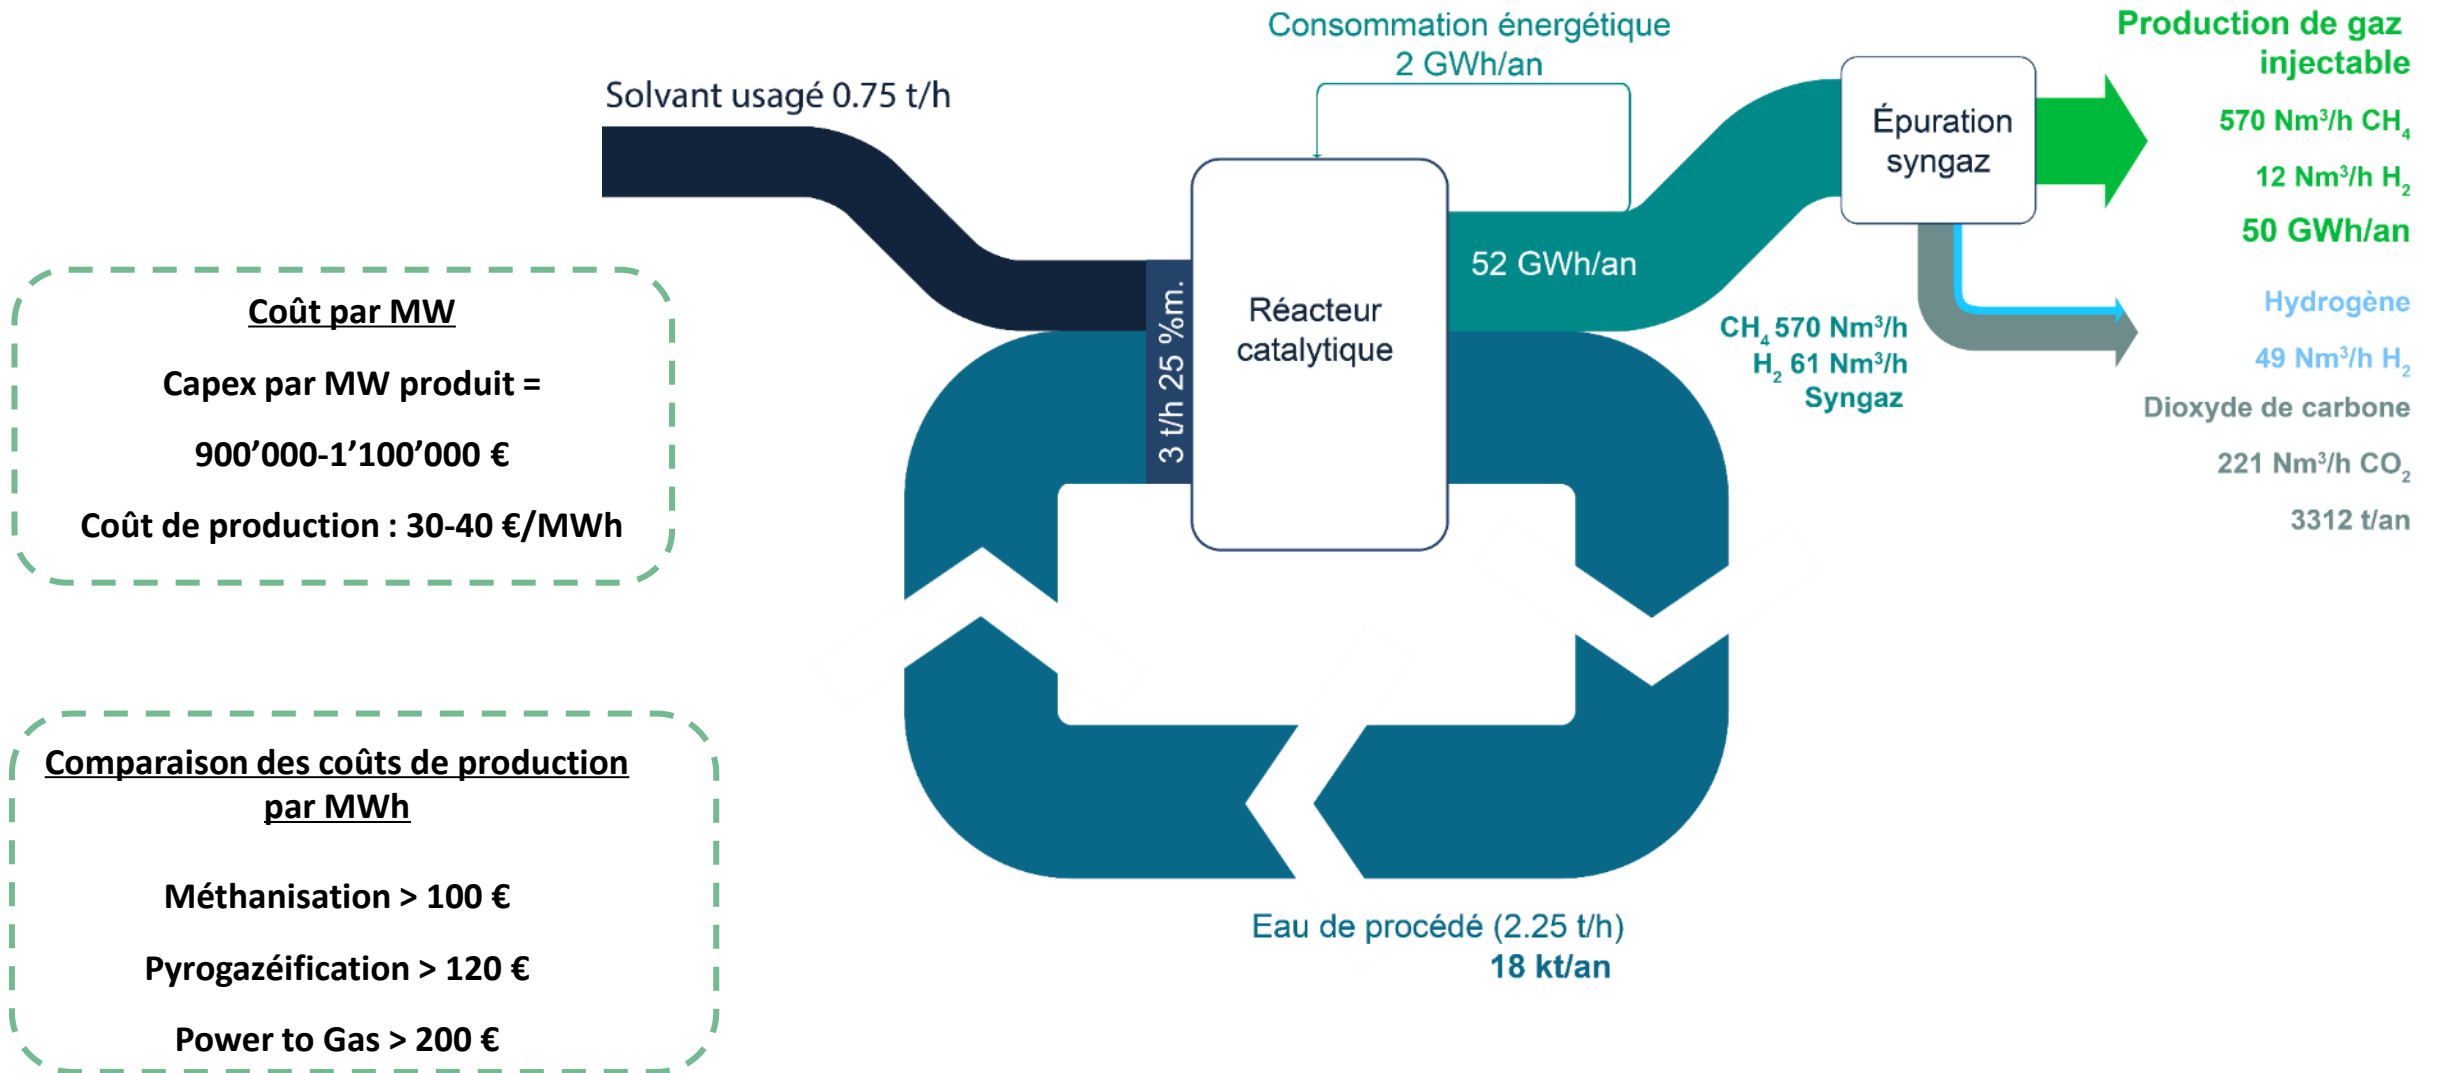 Consommation énergétique
2 GWh/an
Solvant usagé 0.75 t/h
Production de gaz
injectable
570 Nm³/h CH₄
12 Nm³/h H₂
50 GWh/an
Épuration
syngaz
52 GWh/an
Réacteur
catalytique
3 t/h 25 %m.
CH₄ 570 Nm³/h
H₂ 61 Nm³/h
Syngaz
Hydrogène
49 Nm³/h H₂
Dioxyde de carbone
221 Nm³/h CO₂
3312 t/an
Coût par MW
Capex par MW produit =
900’000-1’100’000 €
Coût de production : 30-40 €/MWh
Comparaison des coûts de production
par MWh
Méthanisation > 100 €
Pyrogazéification > 120 €
Power to Gas > 200 €
Eau de procédé (2.25 t/h)
18 kt/an